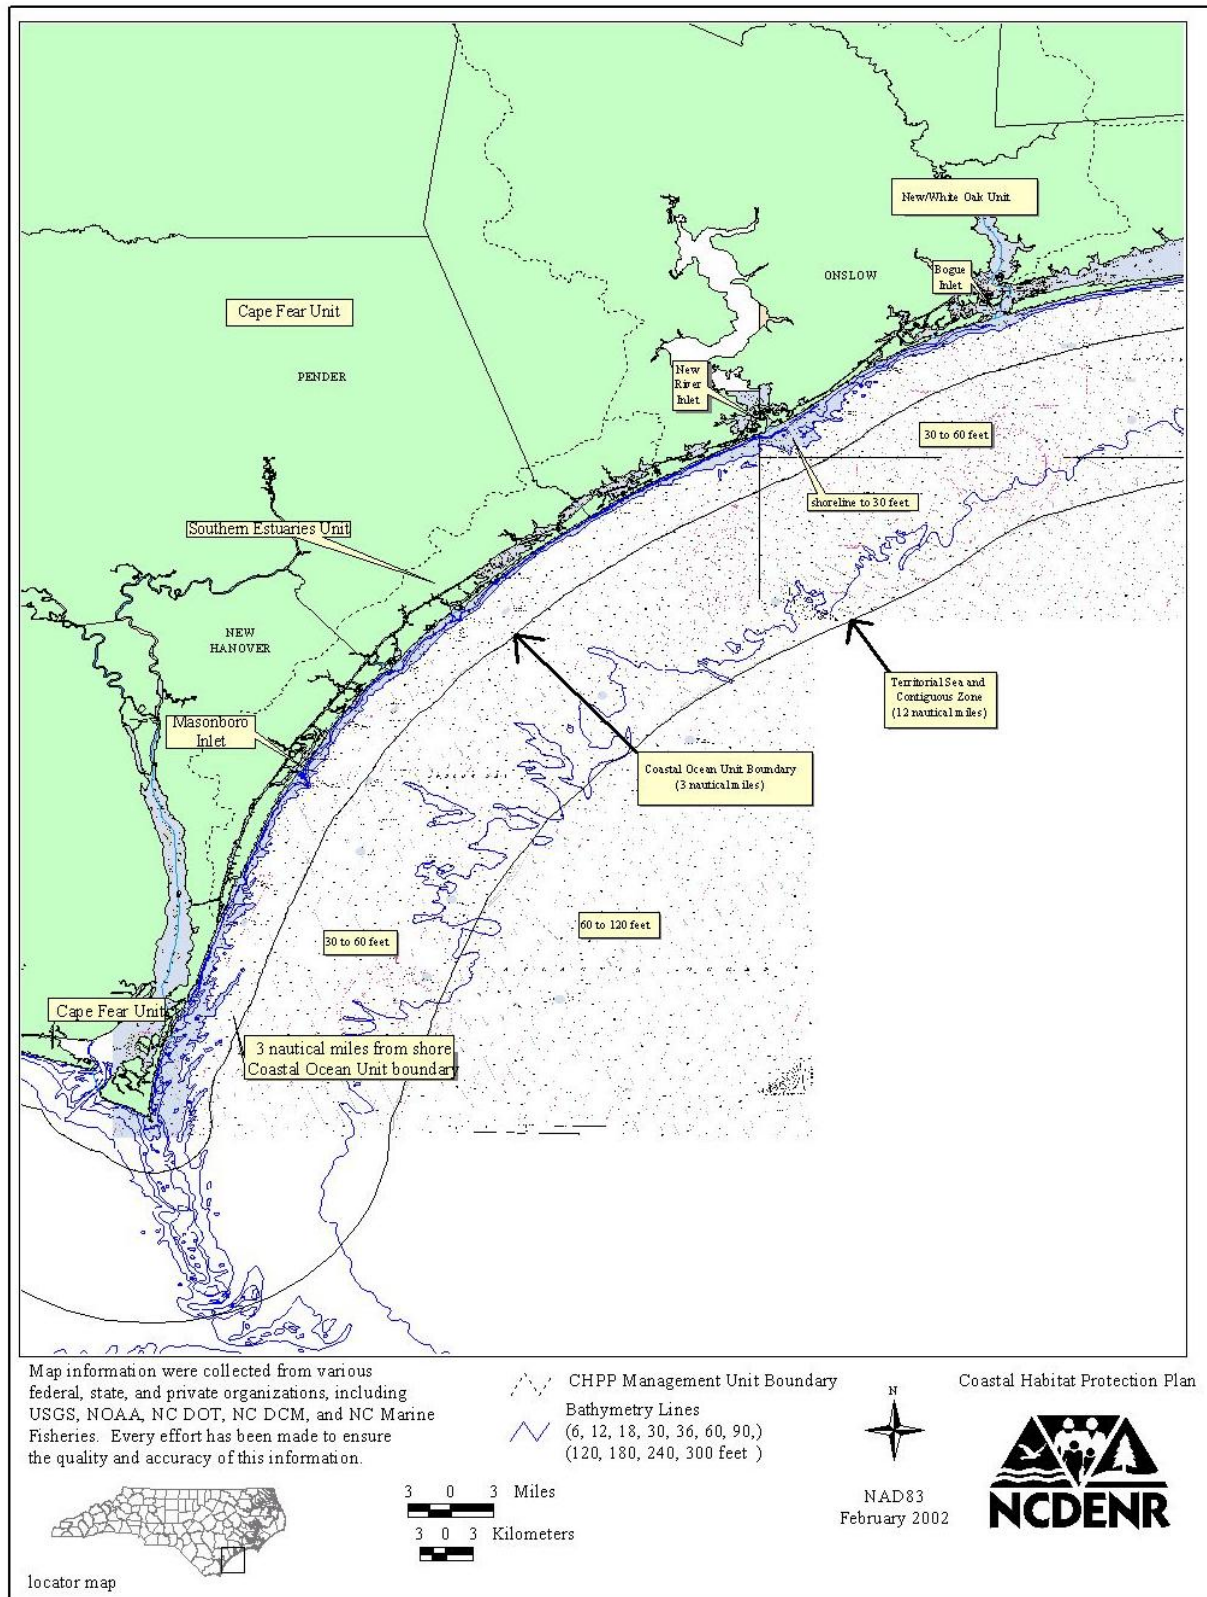 New/White Oak Unit
Bogue
Inlet
ONSLOW
Cape Fear Unit
PENDER
New
River
Inlet
30 to 60 feet
shoreline to 30 feet
Southern Estuaries Unit
NEW
HANOVER
Territorial Sea and
Contiguous Zone
(12 nautical miles)
Masonboro
Inlet
Coastal Ocean Unit Boundary
(3 nautical miles)
60 to 120 feet
30 to 60 feet
Cape Fear Unit
3 nautical miles from shore
Coastal Ocean Unit boundary
Map information were collected from various
federal, state, and private organizations, including
USGS, NOAA, NC DOT, NC DCM, and NC Marine
Fisheries. Every effort has been made to ensure
the quality and accuracy of this information.
locator map
CHPP Management Unit Boundary
Bathymetry Lines
(6, 12, 18, 30, 36, 60, 90,)
(120, 180, 240, 300 feet )
3 0 3 Miles
3 0 3 Kilometers
N
NAD83
February 2002
Coastal Habitat Protection Plan
NCDENR